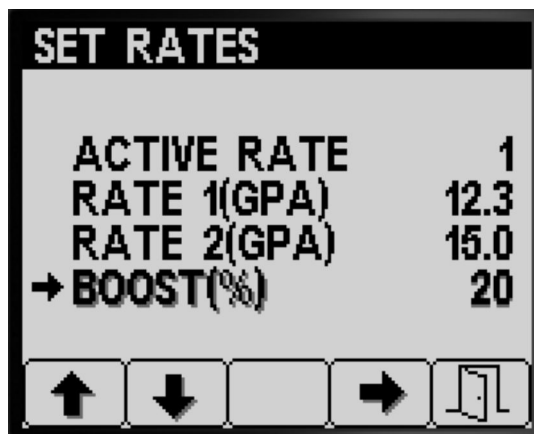 SET RATES
ACTIVE RATE 1
RATE 1(GPA) 12.3
RATE 2(GPA) 15.0
BOOST(%) 20